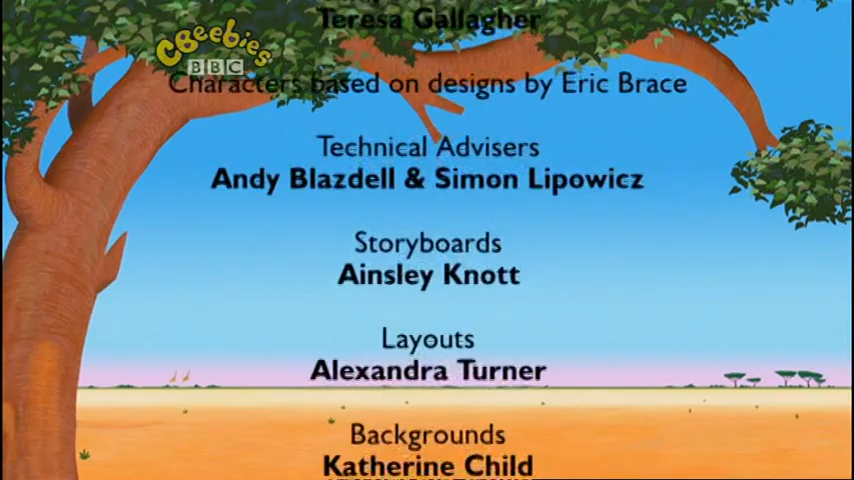 Teresa Gallagher
CBeebies
BBC
Characters based on designs by Eric Brace
Technical Advisers
Andy Blazdell & Simon Lipowicz
Storyboards
Ainsley Knott
Layouts
Alexandra Turner
Backgrounds
Katherine Child